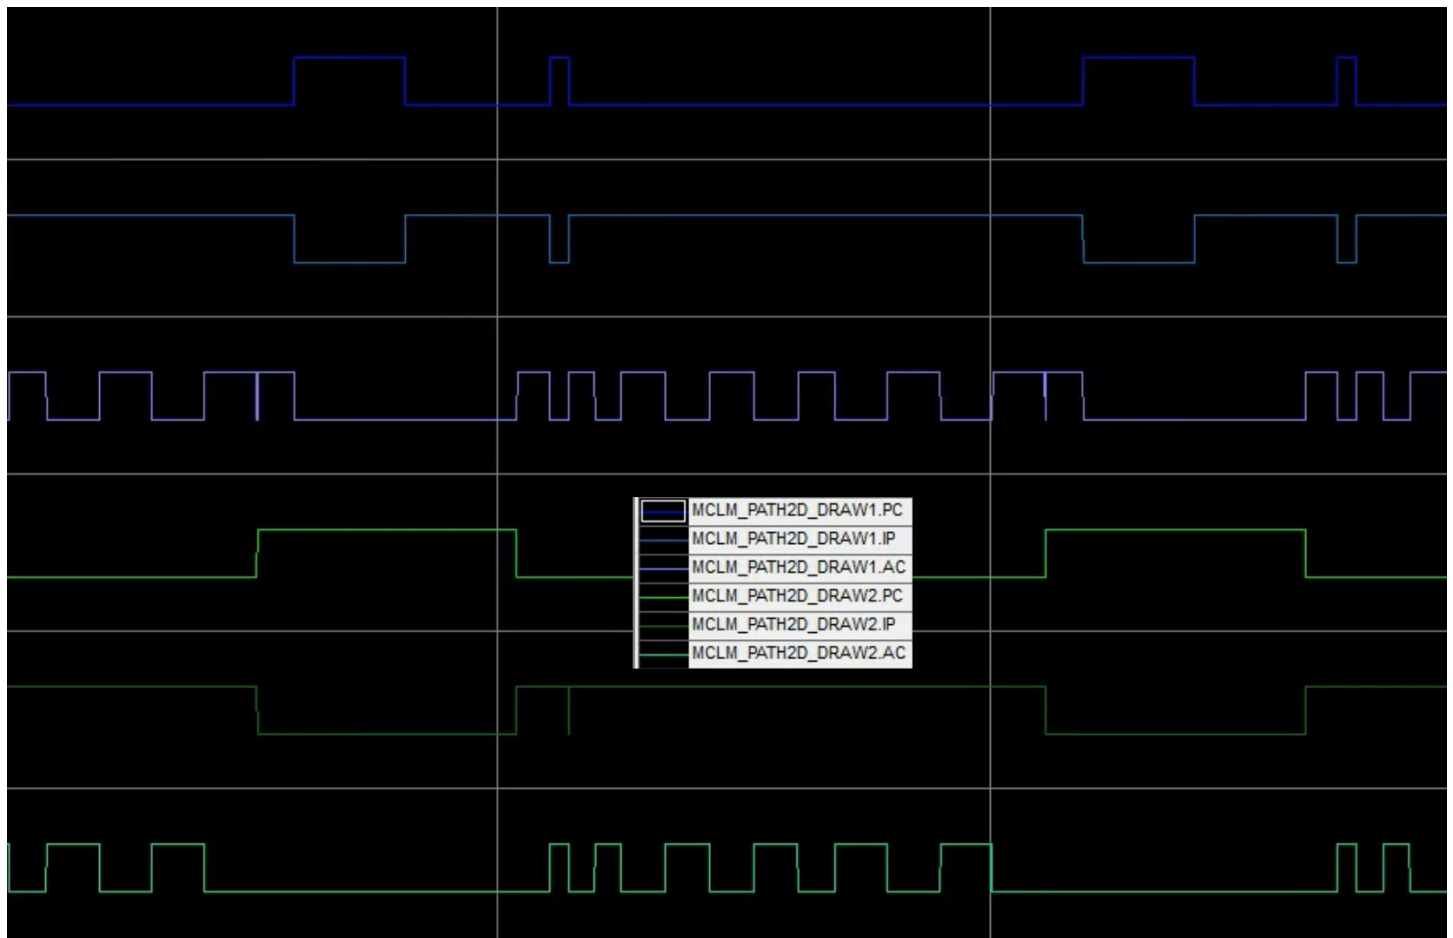 MCLM_PATH2D_DRAW1.PC
MCLM_PATH2D_DRAW1.IP
MCLM_PATH2D_DRAW1.AC
MCLM_PATH2D_DRAW2.PC
MCLM_PATH2D_DRAW2.IP
MCLM_PATH2D_DRAW2.AC